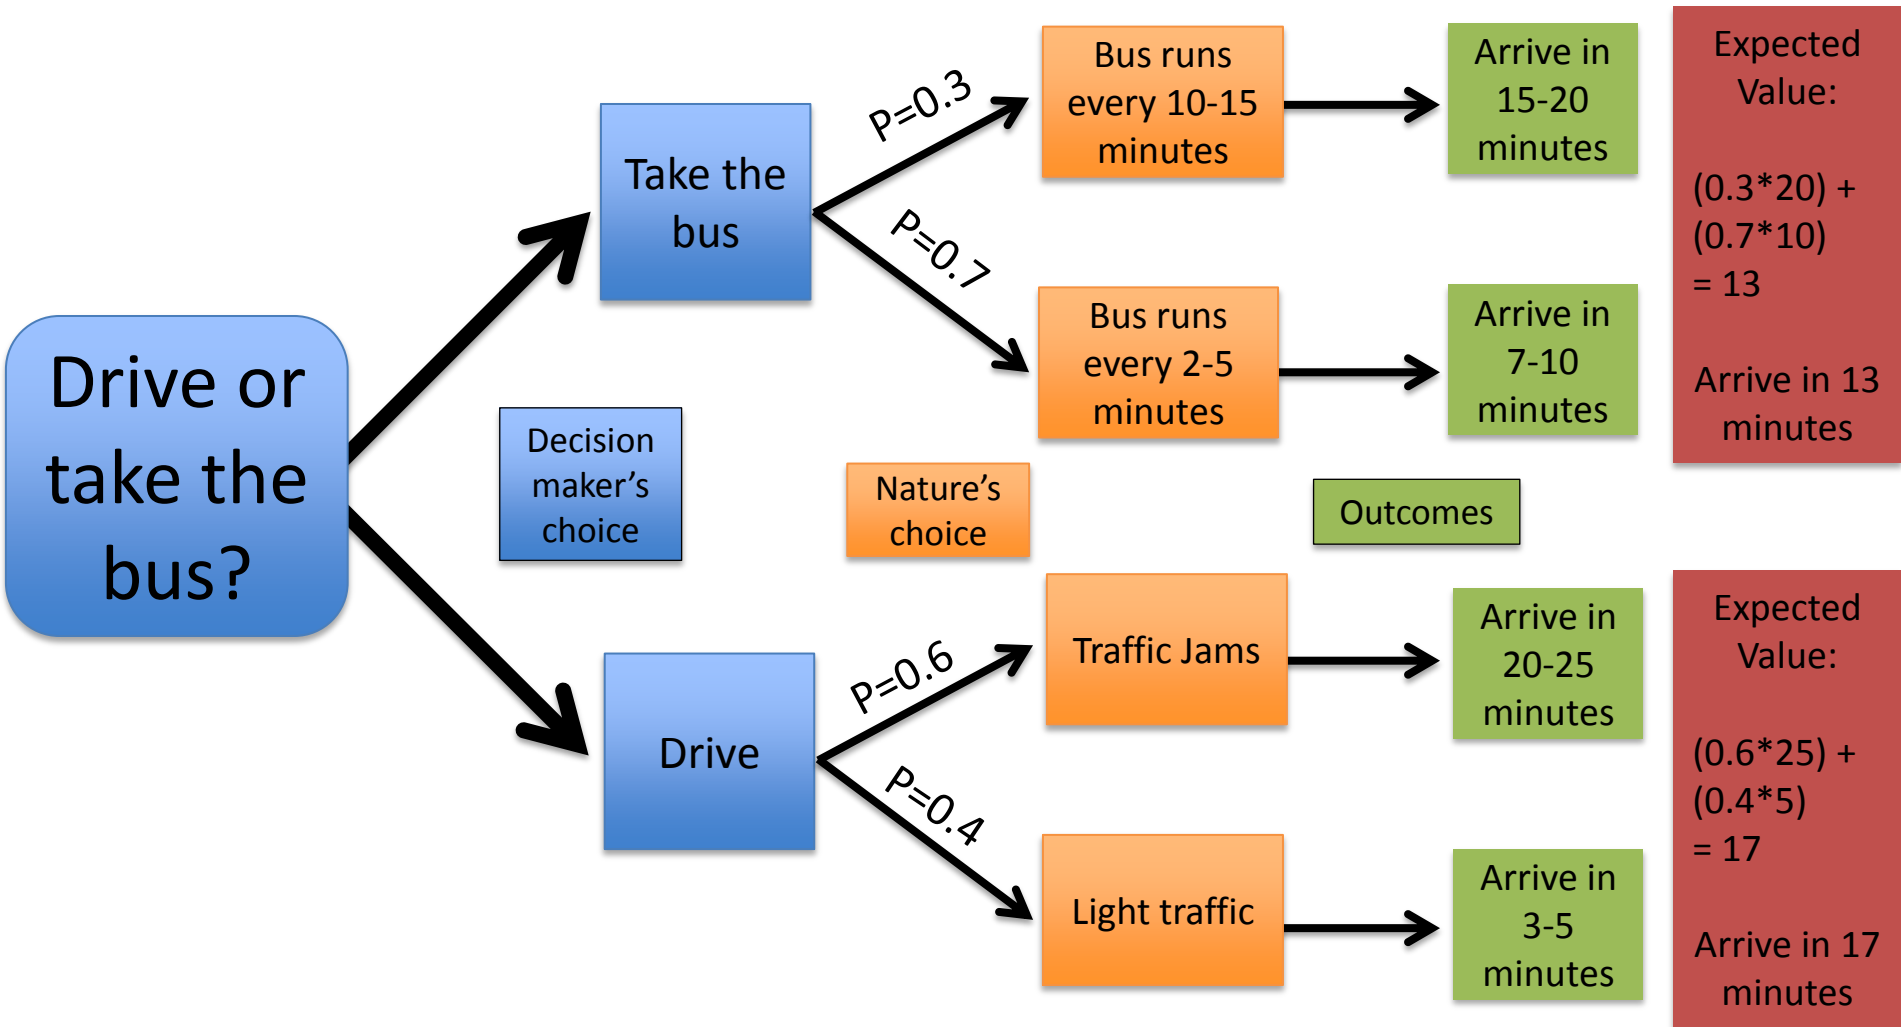 Drive or
take the
bus?
Take the
bus
P=0.3
P=0.7
Bus runs
every 10-15
minutes
Arrive in
15-20
minutes
Bus runs
every 2-5
minutes
Arrive in
7-10
minutes
Expected
Value:
(0.3*20) +
(0.7*10)
= 13
Arrive in 13
minutes
Decision
maker’s
choice
Nature’s
choice
Outcomes
Drive
P=0.6
P=0.4
Traffic Jams
Arrive in
20-25
minutes
Light traffic
Arrive in
3-5
minutes
Expected
Value:
(0.6*25) +
(0.4*5)
= 17
Arrive in 17
minutes